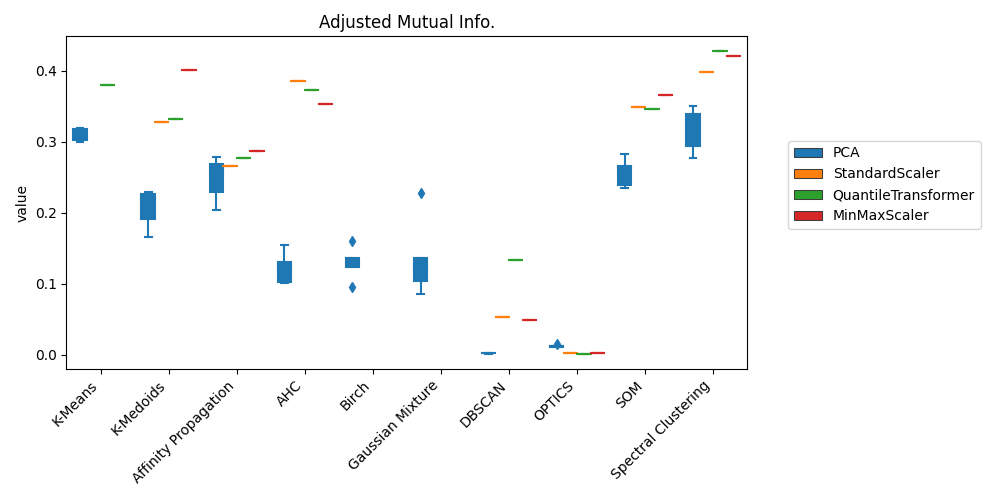 Adjusted Mutual Info.
value
0.4
0.3
0.2
0.1
0.0
K-Means
K-Medoids
Affinity Propagation
AHC
Birch
Gaussian Mixture
DBSCAN
OPTICS
SOM
Spectral Clustering
PCA
StandardScaler
QuantileTransformer
MinMaxScaler